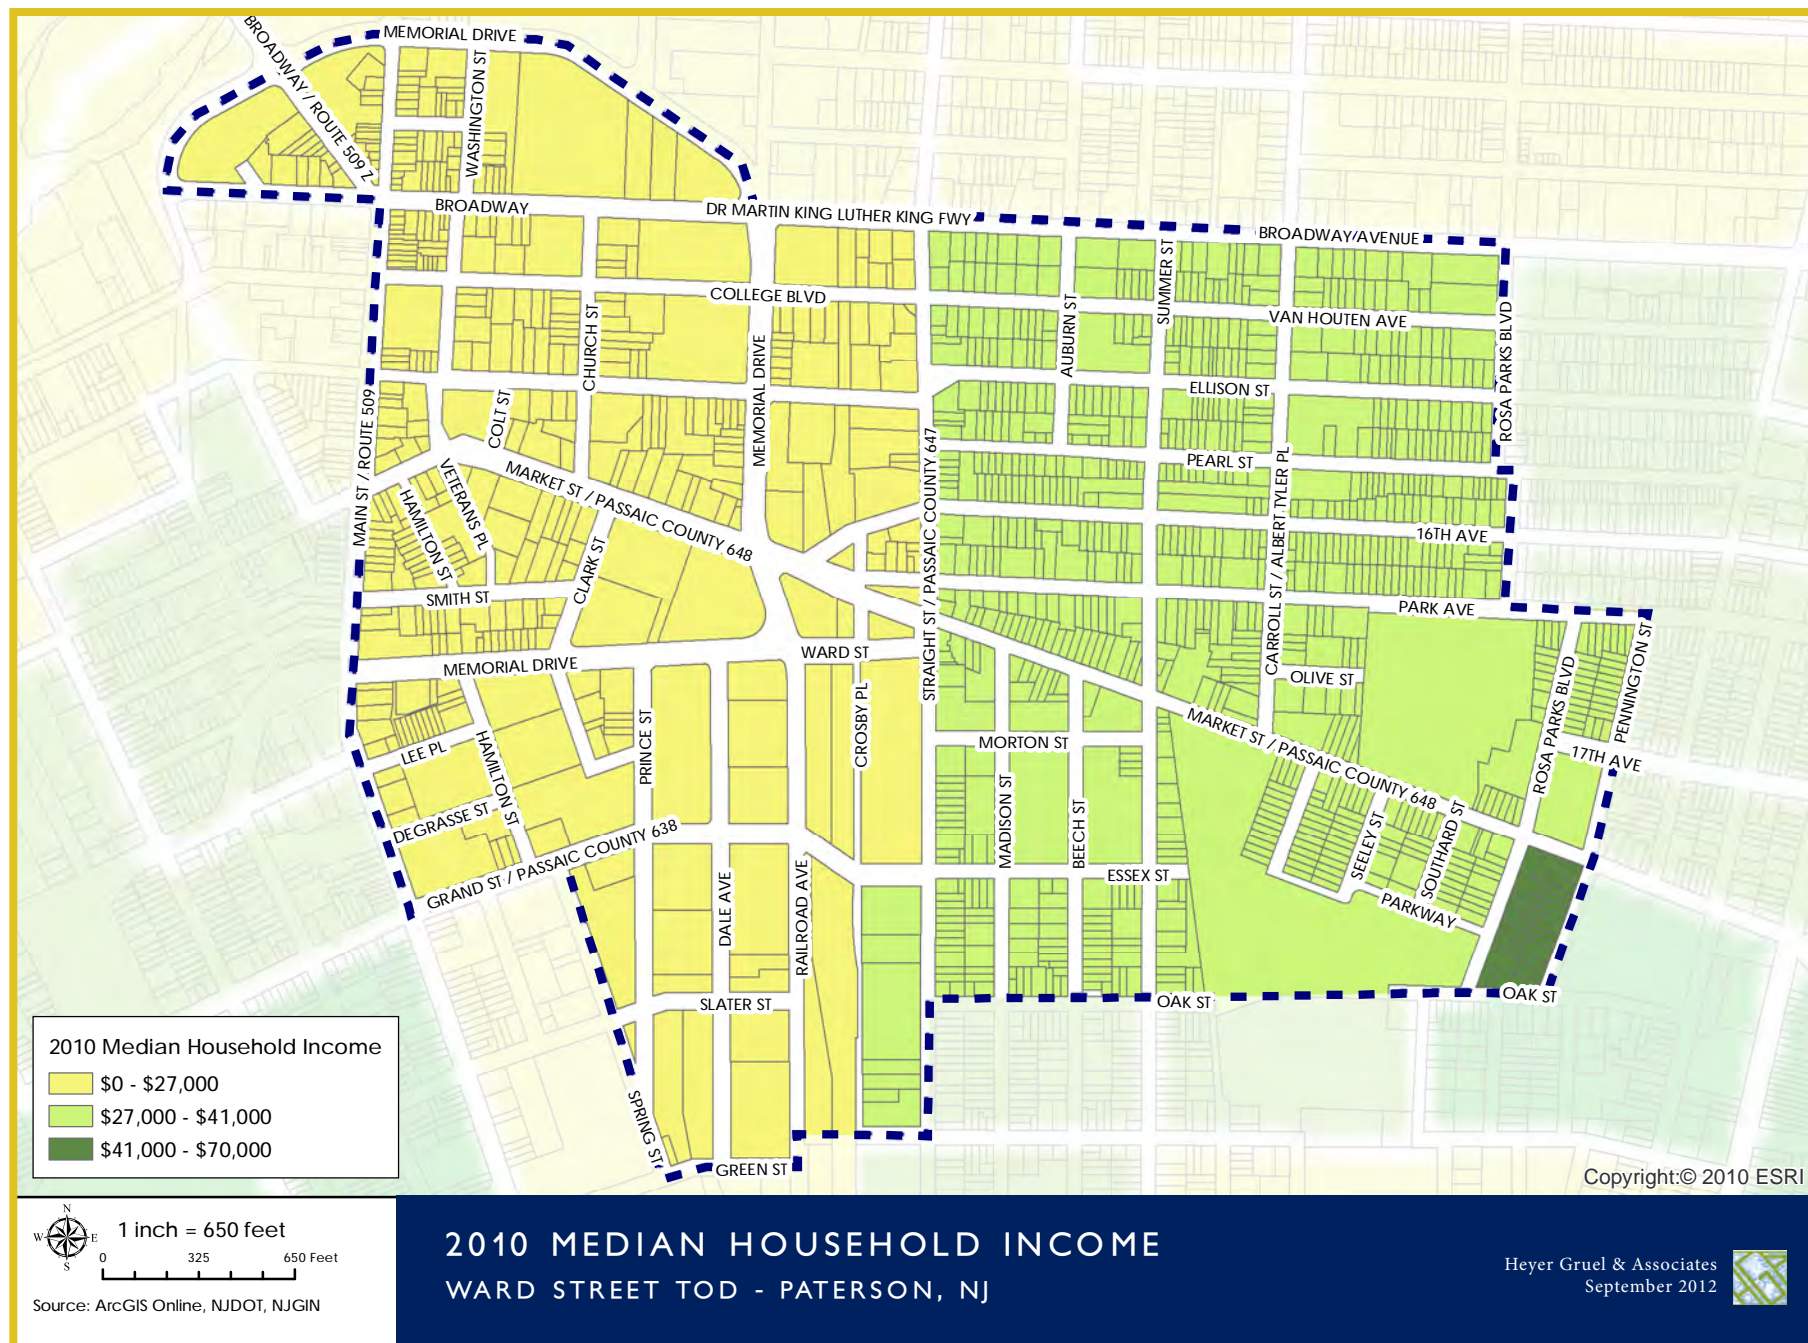 MEMORIAL DRIVE
BROADWAY / ROUTE 509 Z
WASHINGTON ST
BROADWAY
DR MARTIN KING LUTHER KING FWY
BROADWAY AVENUE
SUMMER ST
COLLEGE BLVD
AUBURN ST
VAN HOUTEN AVE
ROSA PARKS BLVD
CHURCH ST
MEMORIAL DRIVE
ELLISON ST
COLT ST
MAIN ST / ROUTE 509
STRAIGHT ST / PASSAIC COUNTY 647
PEARL ST
CARROLL ST / ALBERT TYLER PL
MARKET ST / PASSAIC COUNTY 648
VETERANS PL
HAMILTON ST
16TH AVE
CLARK ST
SMITH ST
PARK AVE
WARD ST
MEMORIAL DRIVE
OLIVE ST
ROSA PARKS BLVD
PENNINGTON ST
CROSBY PL
PRINCE ST
MARKET ST / PASSAIC COUNTY 648
MORTON ST
LEE PL
HAMILTON ST
17TH AVE
MADISON ST
BEECH ST
SEELEY ST
SOUTHARD ST
DEGRASSE ST
GRAND ST / PASSAIC COUNTY 638
ESSEX ST
DALE AVE
RAILROAD AVE
PARKWAY
SLATER ST
OAK ST
OAK ST
SPRING ST
GREEN ST
2010 Median Household Income
$0 - $27,000
$27,000 - $41,000
$41,000 - $70,000
Copyright:© 2010 ESRI
N
W E
S
1 inch = 650 feet
0 325 650 Feet
Source: ArcGIS Online, NJDOT, NJGIN
2010 MEDIAN HOUSEHOLD INCOME
WARD STREET TOD - PATERSON, NJ
Heyer Gruel & Associates
September 2012